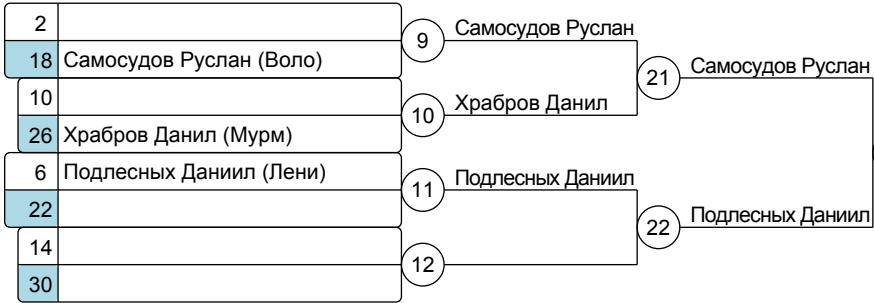 2
18 Самосудов Руслан (Воло)
10
26 Храбров Данил (Мурм)
6 Подлесных Даниил (Лени)
22
14
30
9 Самосудов Руслан
10 Храбров Данил
11 Подлесных Даниил
12
21 Самосудов Руслан
22 Подлесных Даниил